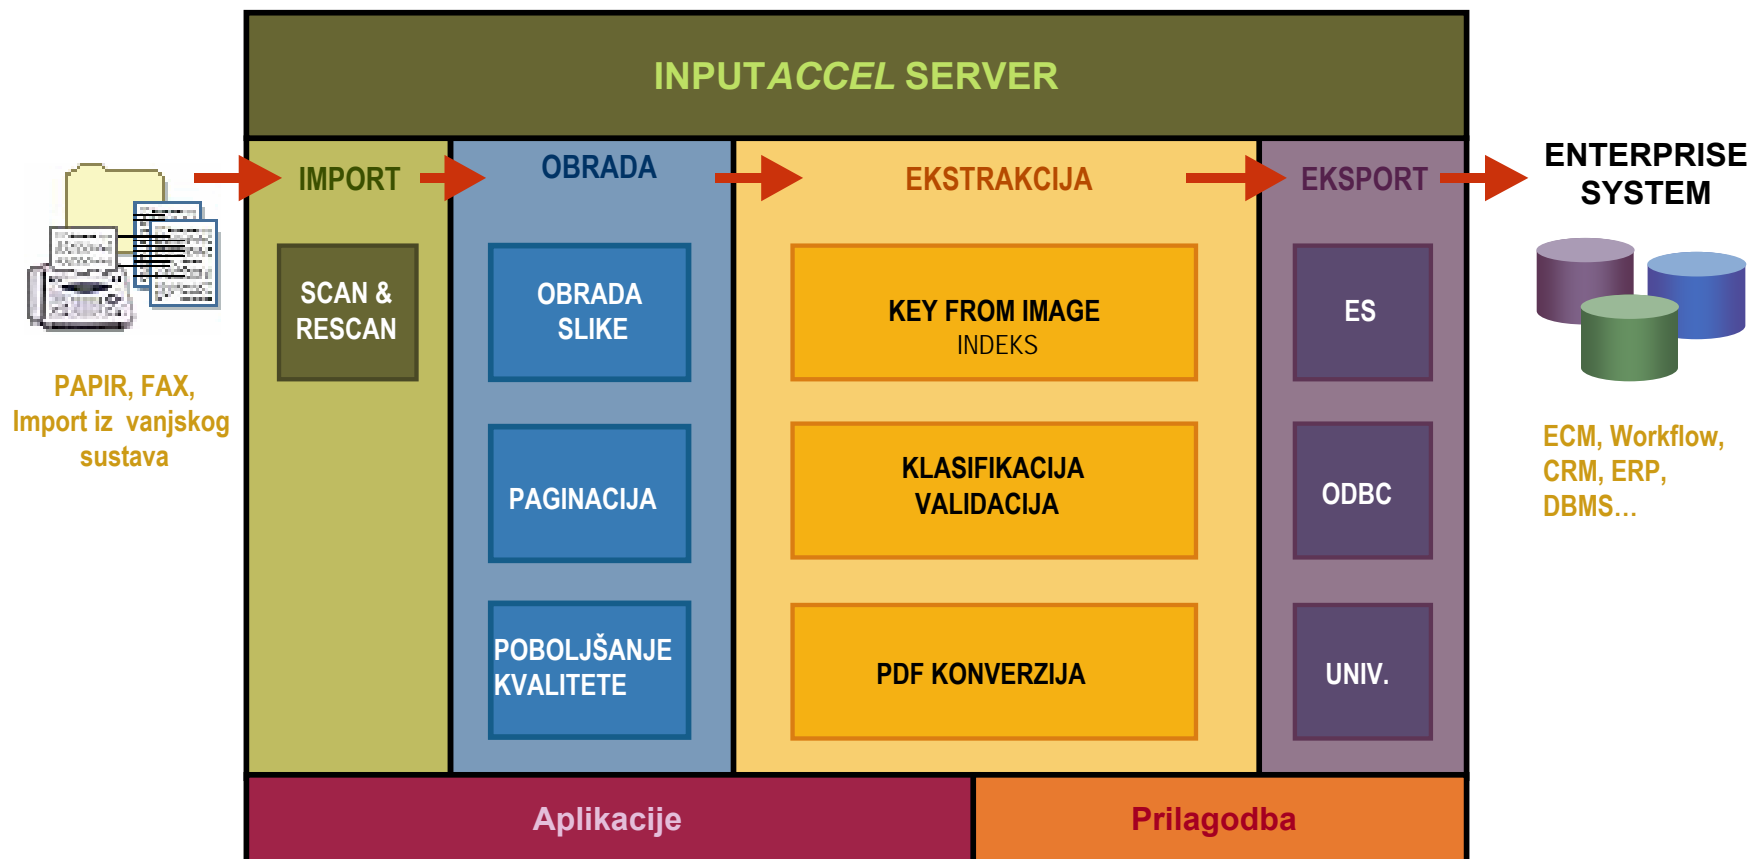 INPUTACCEL SERVER
IMPORT
OBRADA
EKSTRAKCIJA
EKSPORT
ENTERPRISE
SYSTEM
SCAN &
RESCAN
OBRADA
SLIKE
KEY FROM IMAGE
INDEKS
ES
PAPIR, FAX,
Import iz vanjskog
sustava
PAGINACIJA
KLASIFIKACIJA
VALIDACIJA
ODBC
ECM, Workflow,
CRM, ERP,
DBMS…
POBOLJŠANJE
KVALITETE
PDF KONVERZIJA
UNIV.
Aplikacije
Prilagodba